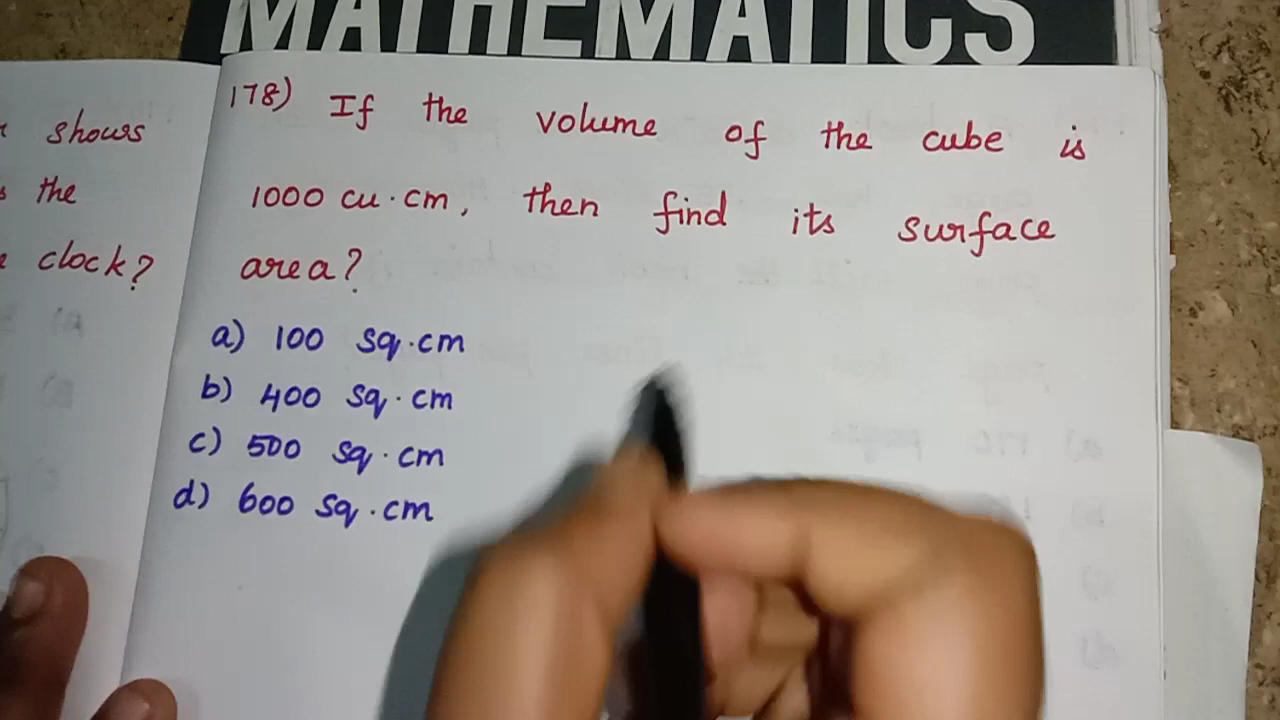 MATHEMATICS
shows
the
clock?
178) If the volume of the cube is
1000 cu.cm, then find its surface
area?
a) 100 sq.cm
b) 400 sq.cm
c) 500 sq.cm
d) 600 sq.cm